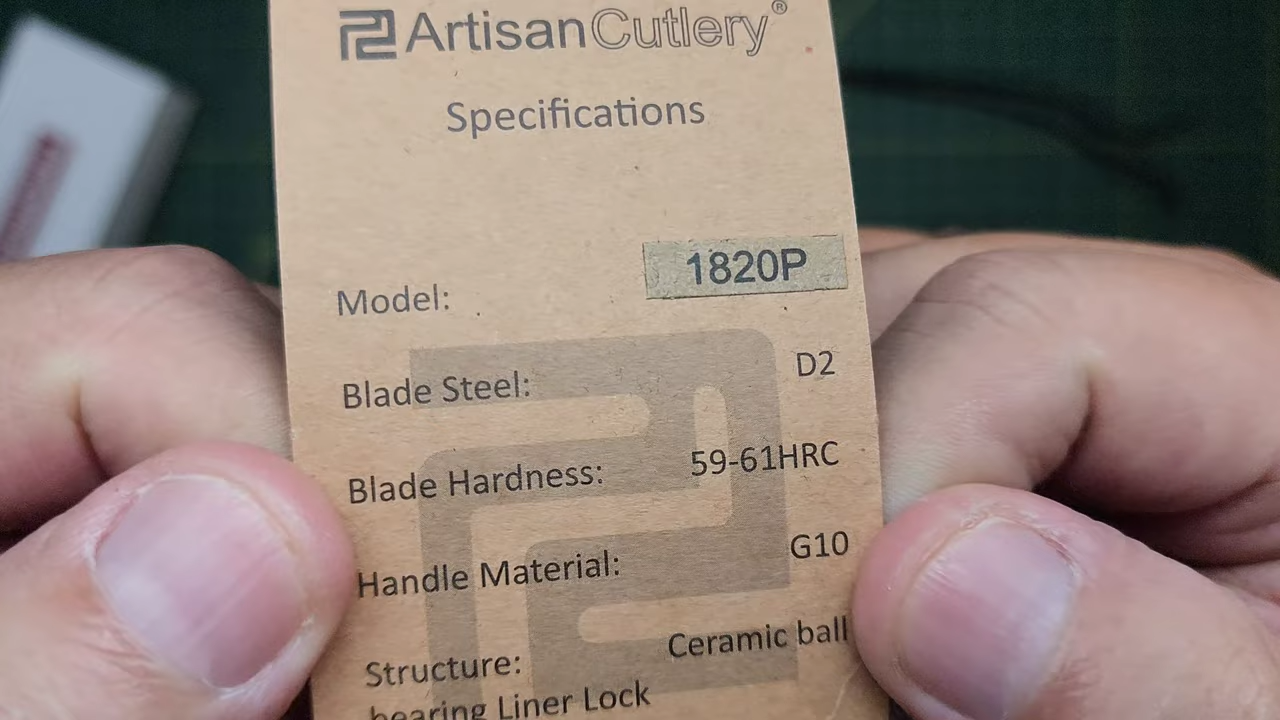 ArtisanCutlery®
Specifications
Model: 1820P
Blade Steel: D2
Blade Hardness: 59-61HRC
Handle Material: G10
Structure: Ceramic ball
bearing Liner Lock